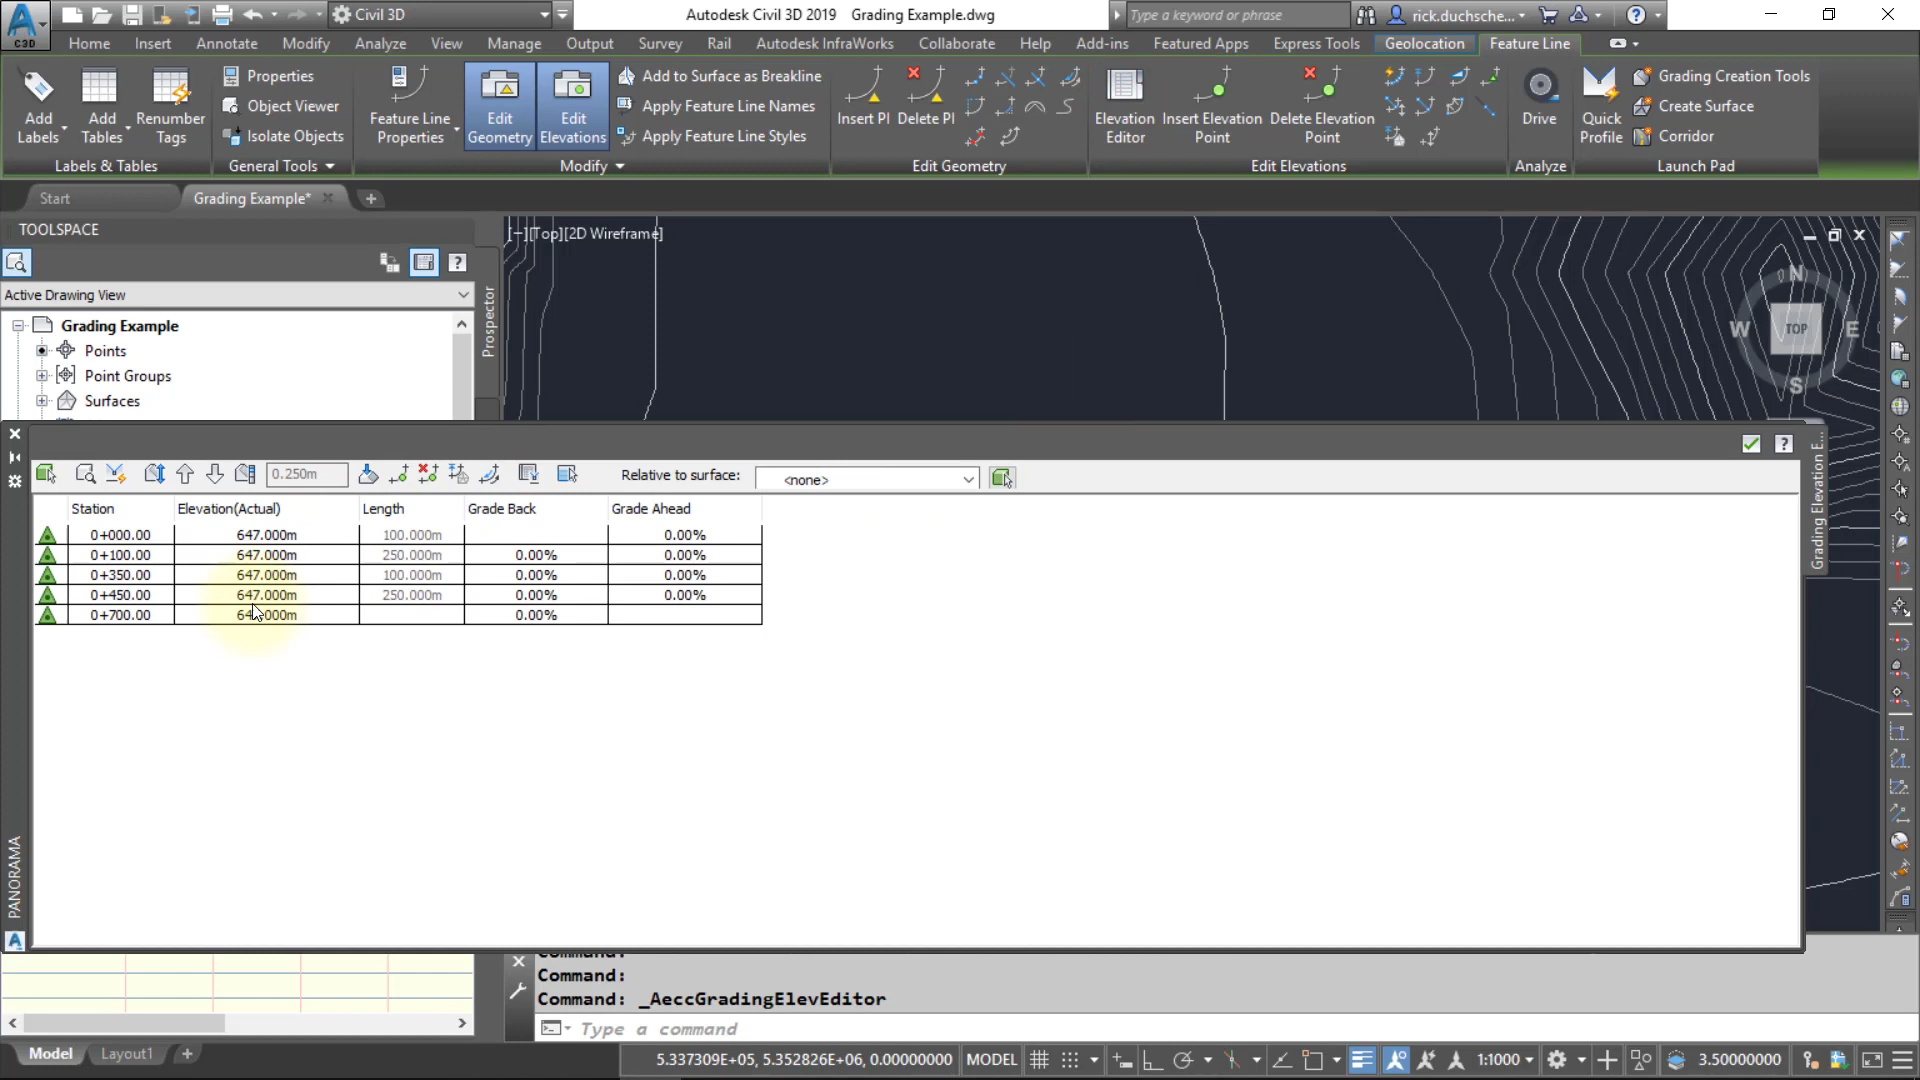 C3D
Civil 3D
Autodesk Civil 3D 2019 Grading Example.dwg
Type a keyword or phrase
rick.duchsche...
Home Insert Annotate Modify Analyze View Manage Output Survey Rail Autodesk InfraWorks Collaborate Help Add-ins Featured Apps Express Tools Geolocation Feature Line
Add Labels
Add Tables
Renumber Tags
Properties
Object Viewer
Isolate Objects
Feature Line Properties
Edit Geometry
Edit Elevations
Add to Surface as Breakline
Apply Feature Line Names
Apply Feature Line Styles
Insert PI
Delete PI
Elevation Editor
Insert Elevation Point
Delete Elevation Point
Drive
Quick Profile
Grading Creation Tools
Create Surface
Corridor
Labels & Tables General Tools Modify Edit Geometry Edit Elevations Analyze Launch Pad
Start Grading Example*
TOOLSPACE
[−][Top][2D Wireframe]
Active Drawing View
Prospector
Grading Example
Points
Point Groups
Surfaces
N
W TOP E
S
0.250m Relative to surface: <none>
Grading Elevation E...
Station Elevation(Actual) Length Grade Back Grade Ahead
0+000.00 647.000m 100.000m 0.00%
0+100.00 647.000m 250.000m 0.00% 0.00%
0+350.00 647.000m 100.000m 0.00% 0.00%
0+450.00 647.000m 250.000m 0.00% 0.00%
0+700.00 0.00%
PANORAMA
Command:
Command:
Command: _AeccGradingElevEditor
Type a command
Model Layout1
5.337309E+05, 5.352826E+06, 0.00000000 MODEL 1:1000 3.50000000